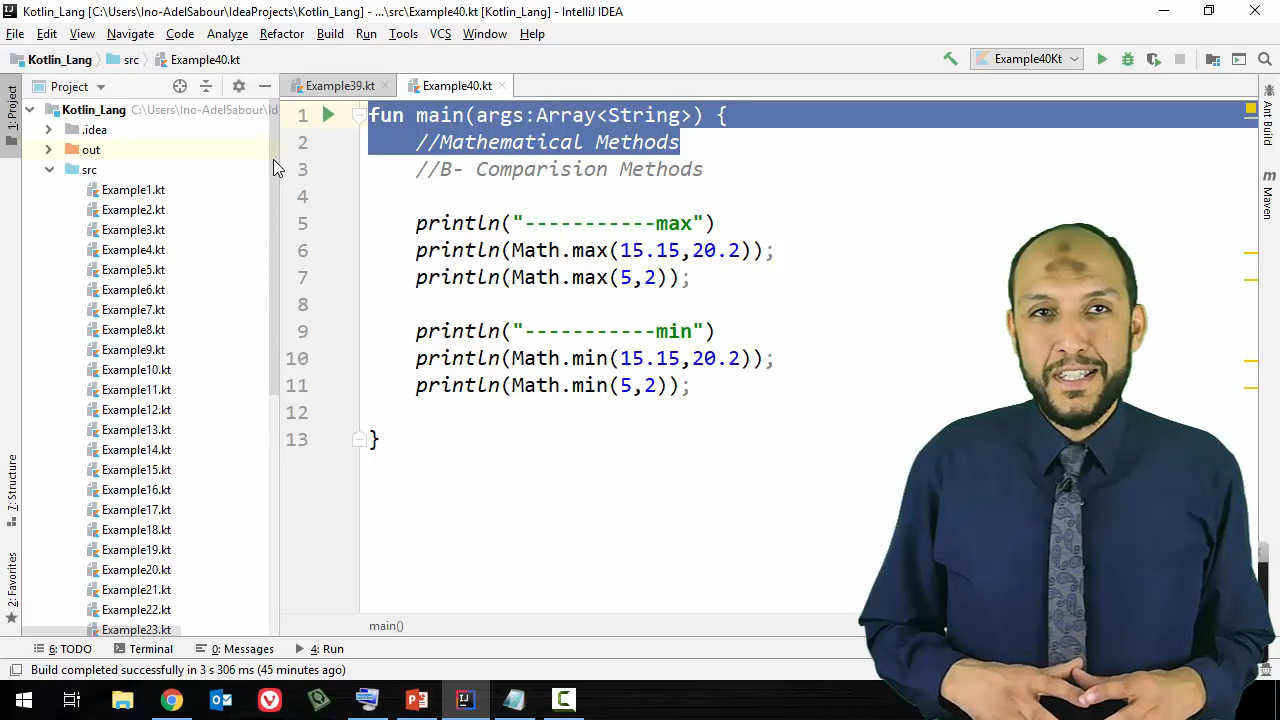 Kotlin_Lang [C:\Users\Ino-AdelSabour\IdeaProjects\Kotlin_Lang] - ...\src\Example40.kt [Kotlin_Lang] - IntelliJ IDEA
File Edit View Navigate Code Analyze Refactor Build Run Tools VCS Window Help
Kotlin_Lang src Example40.kt Example40Kt
Project Example39.kt Example40.kt
1: Project
Kotlin_Lang C:\Users\Ino-AdelSabour\Id
.idea
out
src
Example1.kt
Example2.kt
Example3.kt
Example4.kt
Example5.kt
Example6.kt
Example7.kt
Example8.kt
Example9.kt
Example10.kt
Example11.kt
Example12.kt
Example13.kt
Example14.kt
Example15.kt
Example16.kt
Example17.kt
Example18.kt
Example19.kt
Example20.kt
Example21.kt
Example22.kt
Example23.kt
7: Structure
2: Favorites
1 fun main(args:Array<String>) {
2 //Mathematical Methods
3 //B- Comparision Methods
4
5 println("-----------max")
6 println(Math.max(15.15,20.2));
7 println(Math.max(5,2));
8
9 println("-----------min")
10 println(Math.min(15.15,20.2));
11 println(Math.min(5,2));
12
13 }
main()
Ant Build
Maven
6: TODO Terminal 0: Messages 4: Run
Build completed successfully in 3 s 306 ms (45 minutes ago)